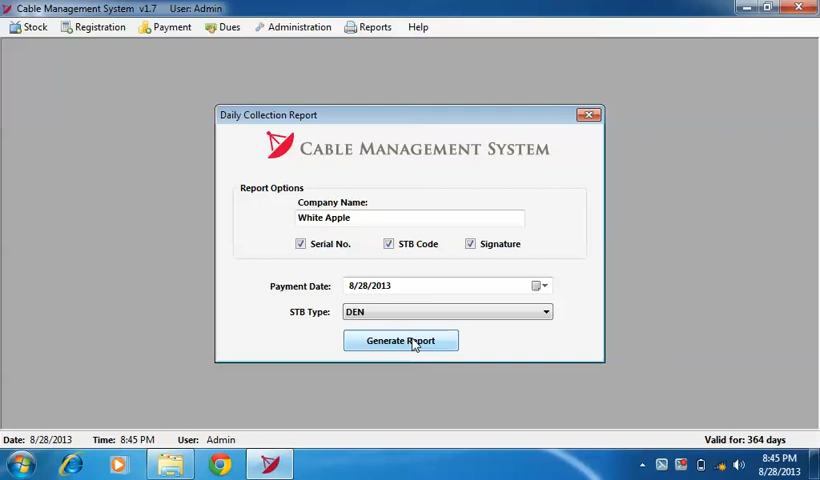 Cable Management System v1.7 User: Admin
Stock Registration Payment Dues Administration Reports Help
Daily Collection Report
CABLE MANAGEMENT SYSTEM
Report Options
Company Name:
White Apple
Serial No. STB Code Signature
Payment Date: 8/28/2013
STB Type: DEN
Generate Report
Date: 8/28/2013 Time: 8:45 PM User: Admin Valid for: 364 days
8:45 PM
8/28/2013